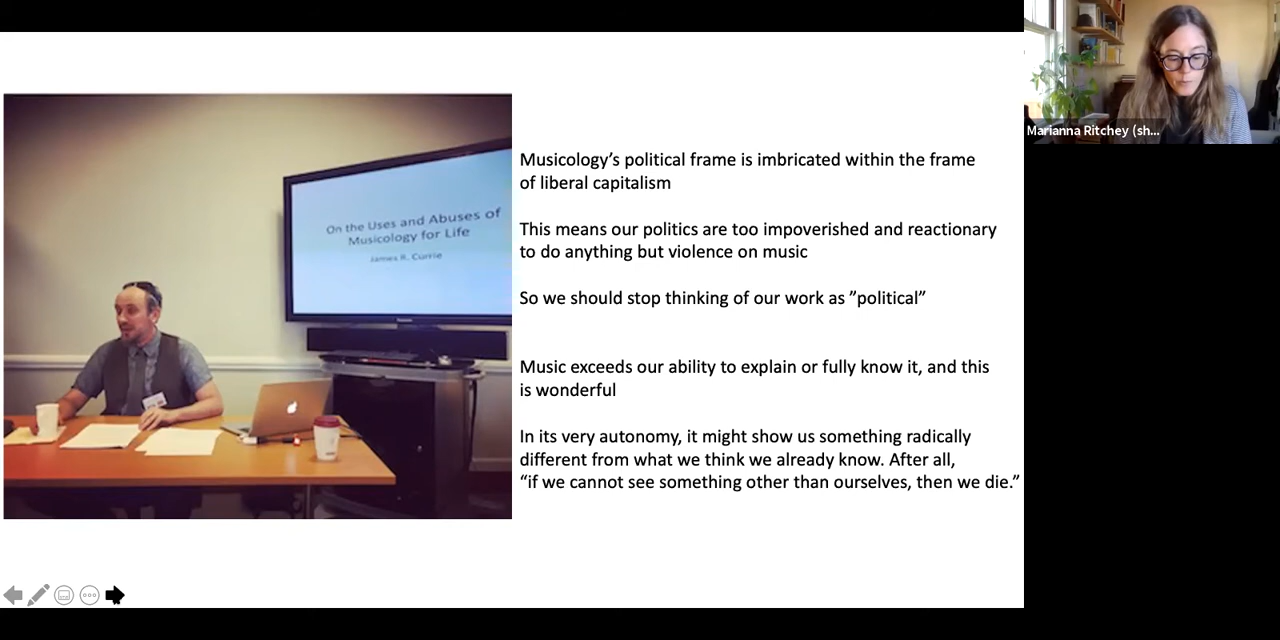 On the Uses and Abuses of
Musicology for Life
James R. Currie
Musicology’s political frame is imbricated within the frame
of liberal capitalism
This means our politics are too impoverished and reactionary
to do anything but violence on music
So we should stop thinking of our work as ”political”
Music exceeds our ability to explain or fully know it, and this
is wonderful
In its very autonomy, it might show us something radically
different from what we think we already know. After all,
“if we cannot see something other than ourselves, then we die.”
Marianna Ritchey (sh...